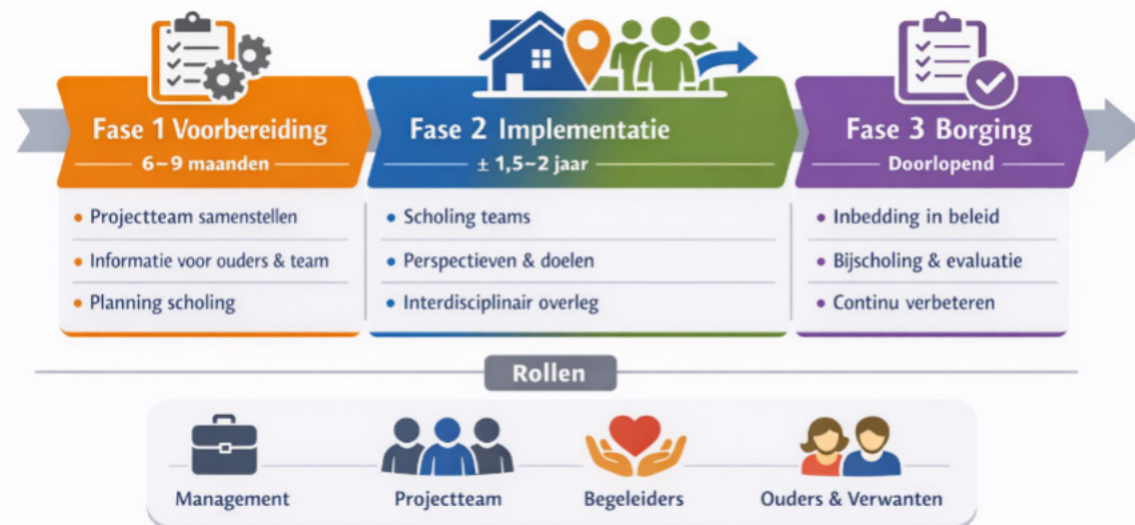 Fase 1 Voorbereiding
6–9 maanden
• Projectteam samenstellen
• Informatie voor ouders & team
• Planning scholing
Fase 2 Implementatie
± 1,5–2 jaar
• Scholing teams
• Perspectieven & doelen
• Interdisciplinair overleg
Fase 3 Borging
Doorlopend
• Inbedding in beleid
• Bijscholing & evaluatie
• Continu verbeteren
Rollen
Management
Projectteam
Begeleiders
Ouders & Verwanten